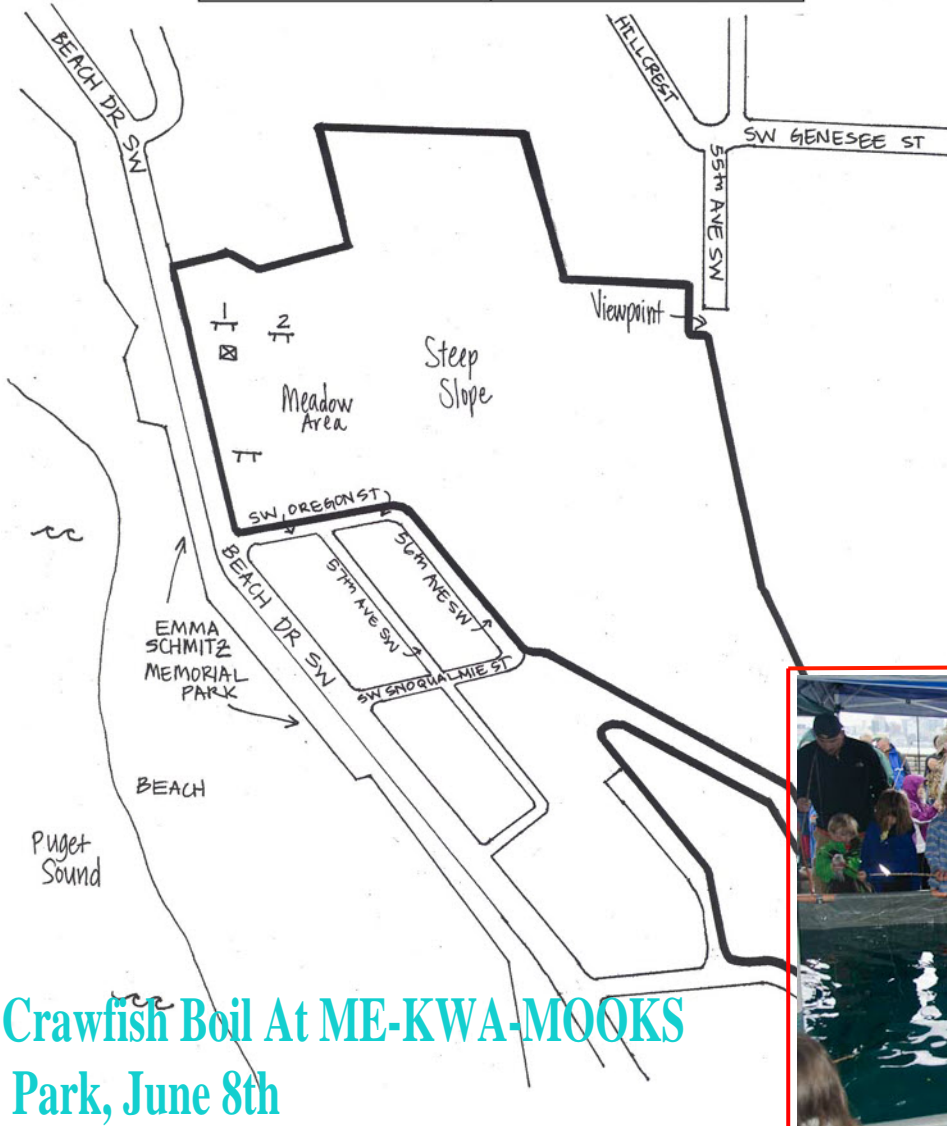 BEACH DR SW
HILLCREST
SW GENESEE ST
55th AVE SW
Viewpoint
1
2
Steep
Slope
Meadow
Area
SW OREGON ST
56th AVE SW
57th AVE SW
BEACH DR SW
SW SNOQUALMIE ST
EMMA
SCHMITZ
MEMORIAL
PARK
BEACH
Puget
Sound
Crawfish Boil At ME-KWA-MOOKS
Park, June 8th